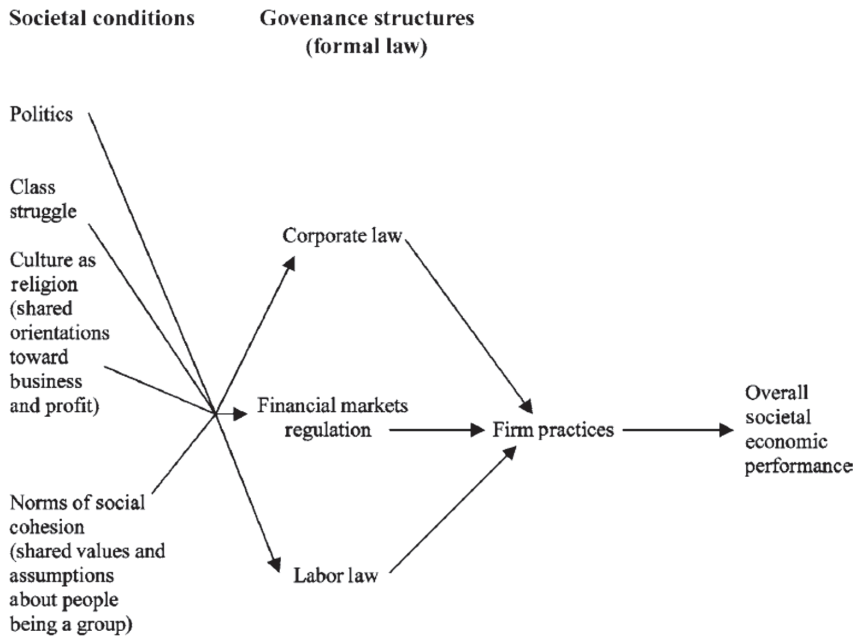 Societal conditions
Govenance structures
(formal law)
Politics
Class
struggle
Culture as
religion
(shared
orientations
toward
business
and profit)
Norms of social
cohesion
(shared values and
assumptions
about people
being a group)
Corporate law
Financial markets
regulation
Labor law
Firm practices
Overall
societal
economic
performance